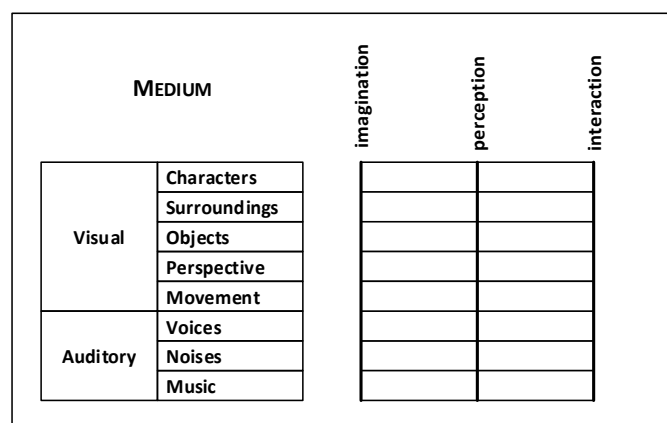 MEDIUM
imagination
perception
interaction
Visual
Characters
Surroundings
Objects
Perspective
Movement
Auditory
Voices
Noises
Music